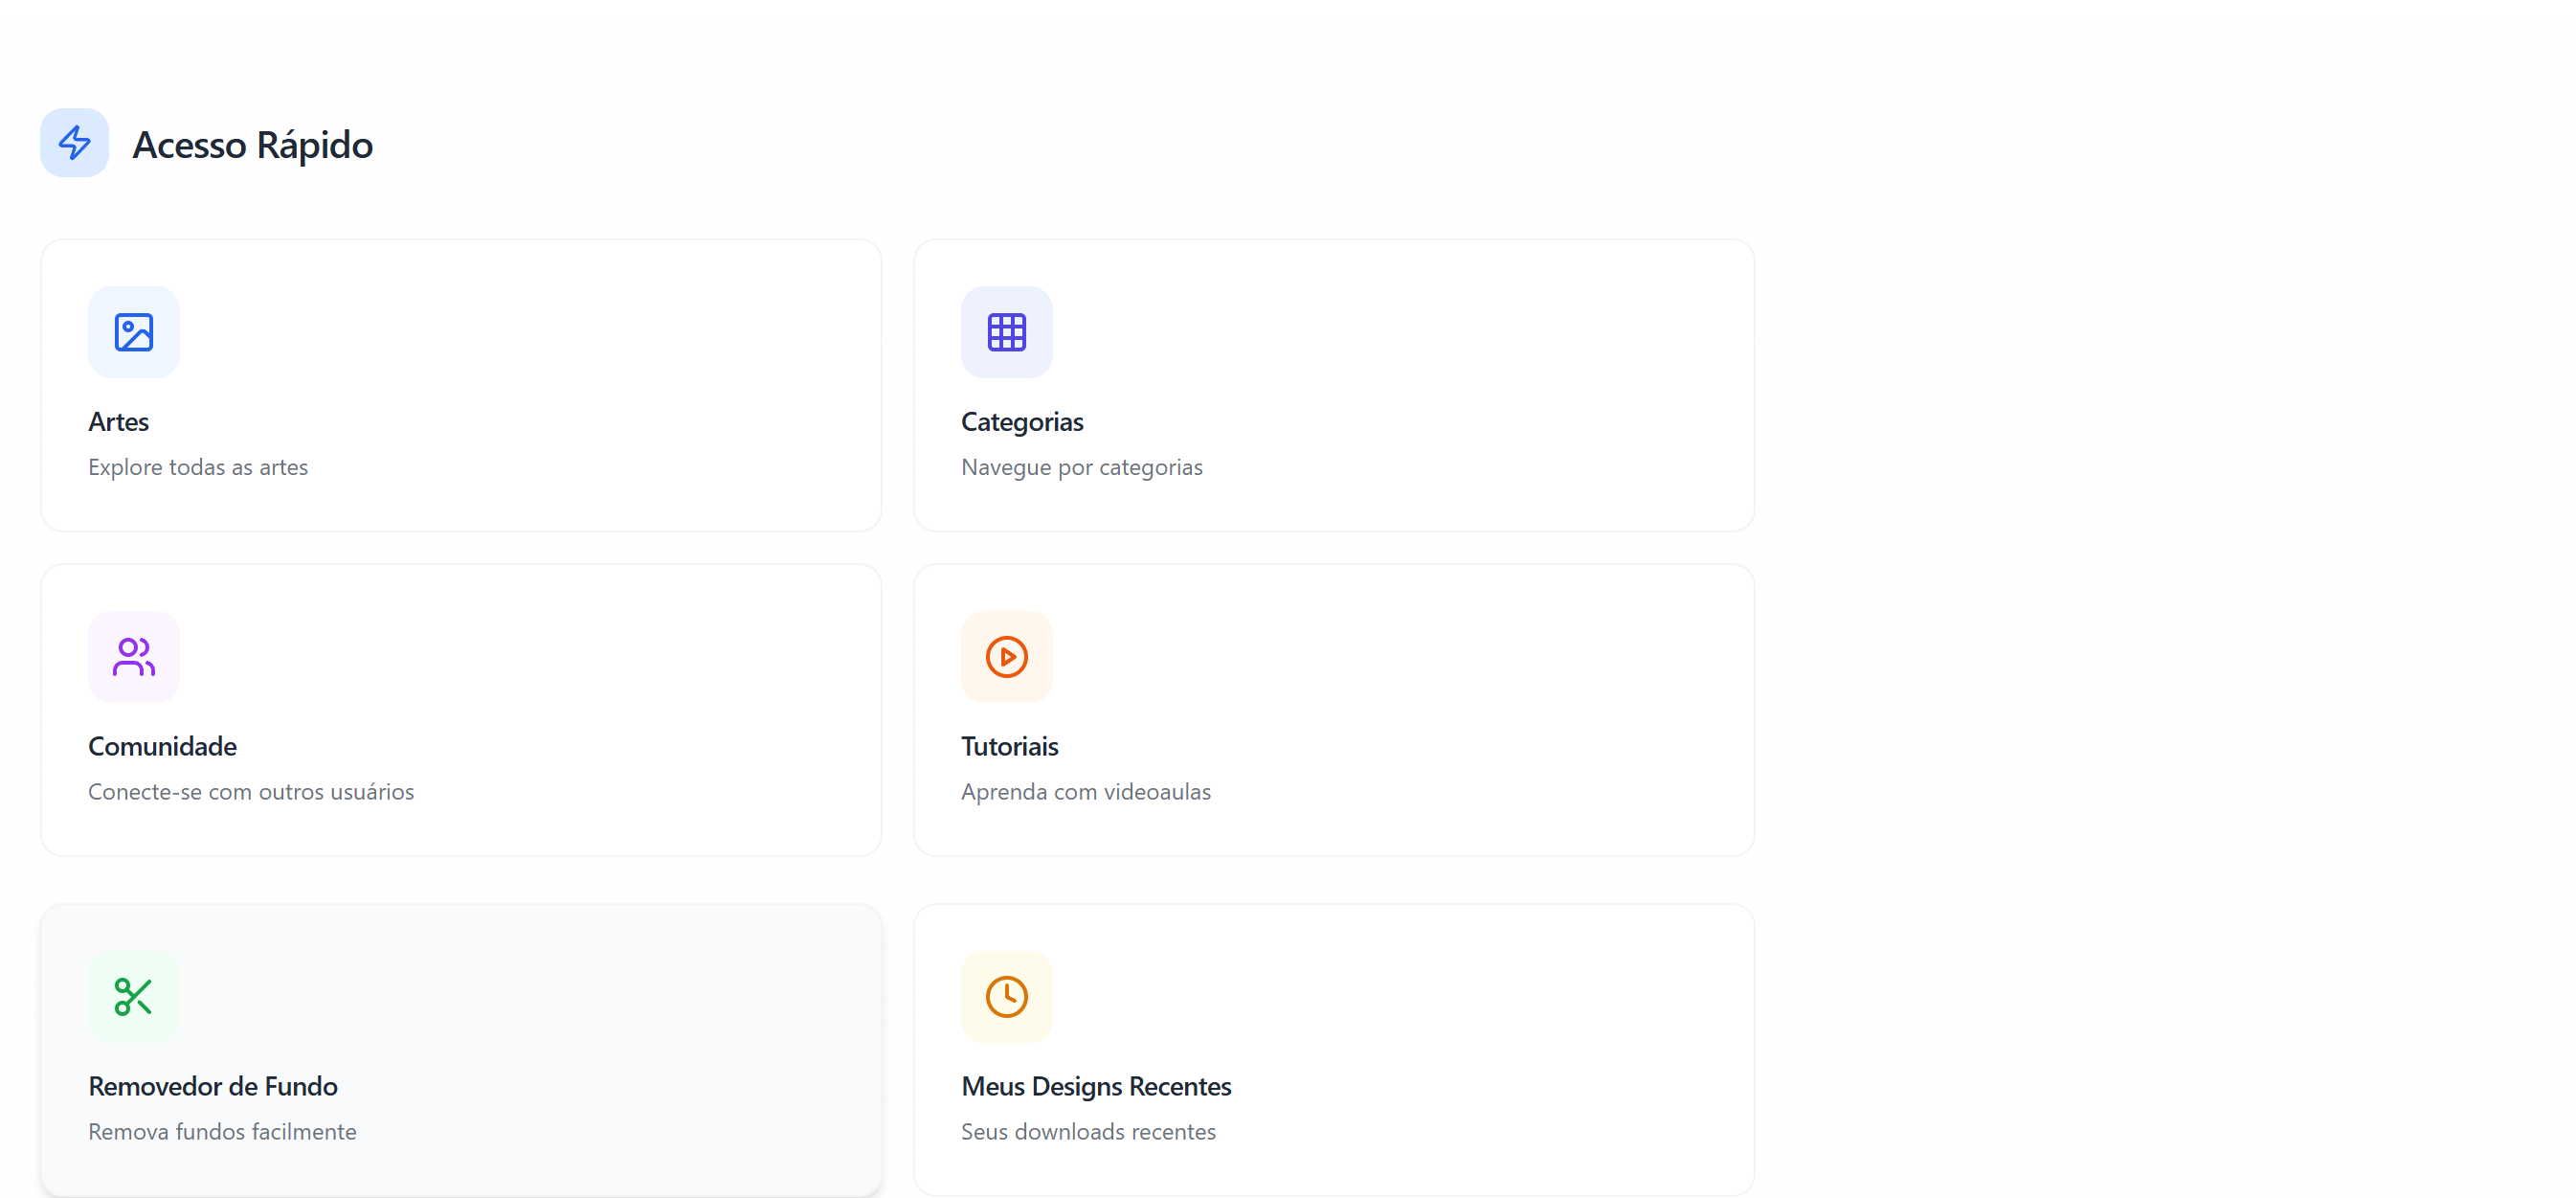 Acesso Rápido
Artes
Explore todas as artes
Categorias
Navegue por categorias
Comunidade
Conecte-se com outros usuários
Tutoriais
Aprenda com videoaulas
Removedor de Fundo
Remova fundos facilmente
Meus Designs Recentes
Seus downloads recentes